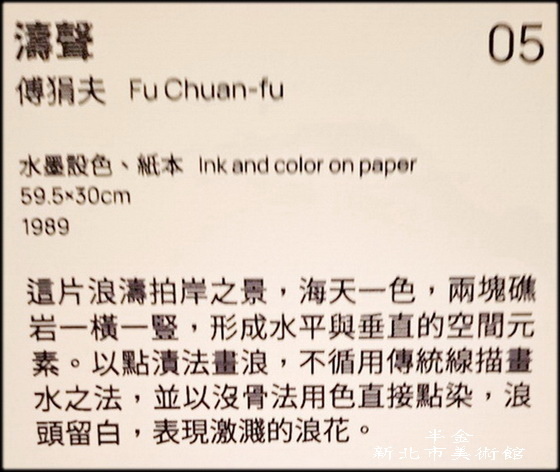 濤聲 05
傅狷夫 Fu Chuan-fu
水墨設色、紙本 Ink and color on paper
59.5×30cm
1989
這片浪濤拍岸之景，海天一色，兩塊礁
岩一橫一豎，形成水平與垂直的空間元
素。以點漬法畫浪，不循用傳統線描畫
水之法，並以沒骨法用色直接點染，浪
頭留白，表現激濺的浪花。
半金
新北市美術館